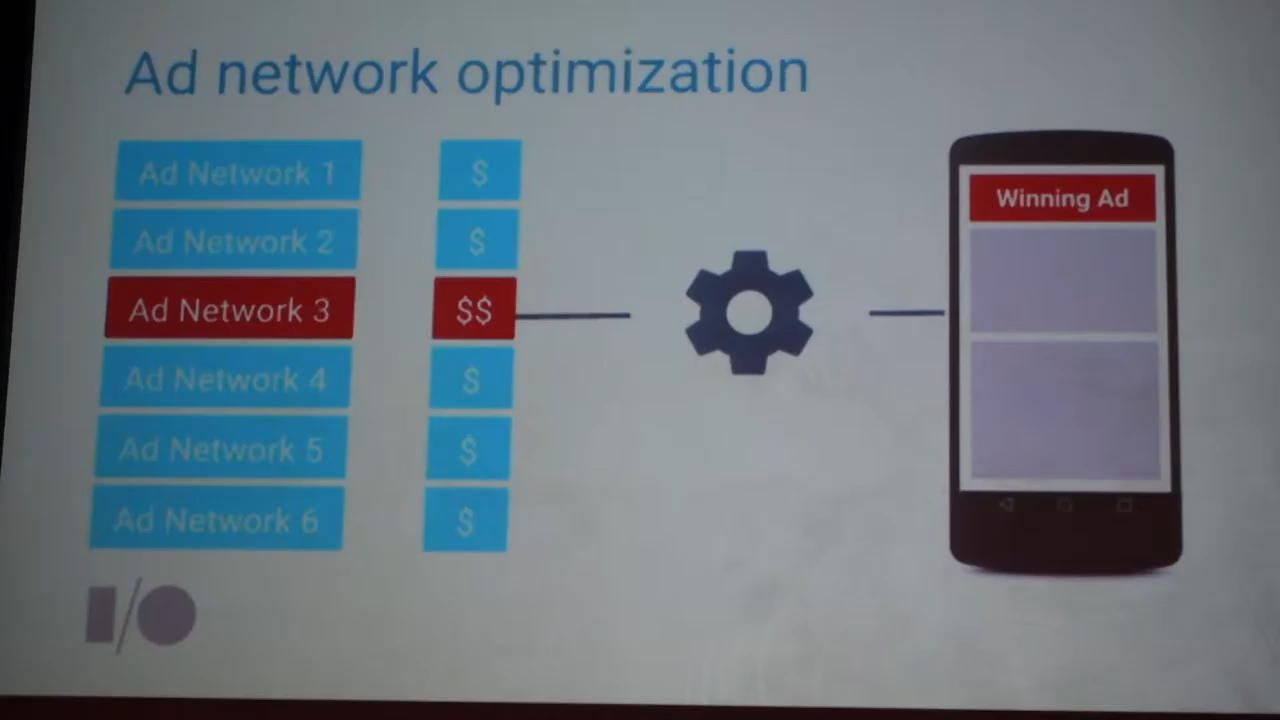 Ad network optimization
Ad Network 1 $
Ad Network 2 $
Ad Network 3 $$
Ad Network 4 $
Ad Network 5 $
Ad Network 6 $
Winning Ad
I/O